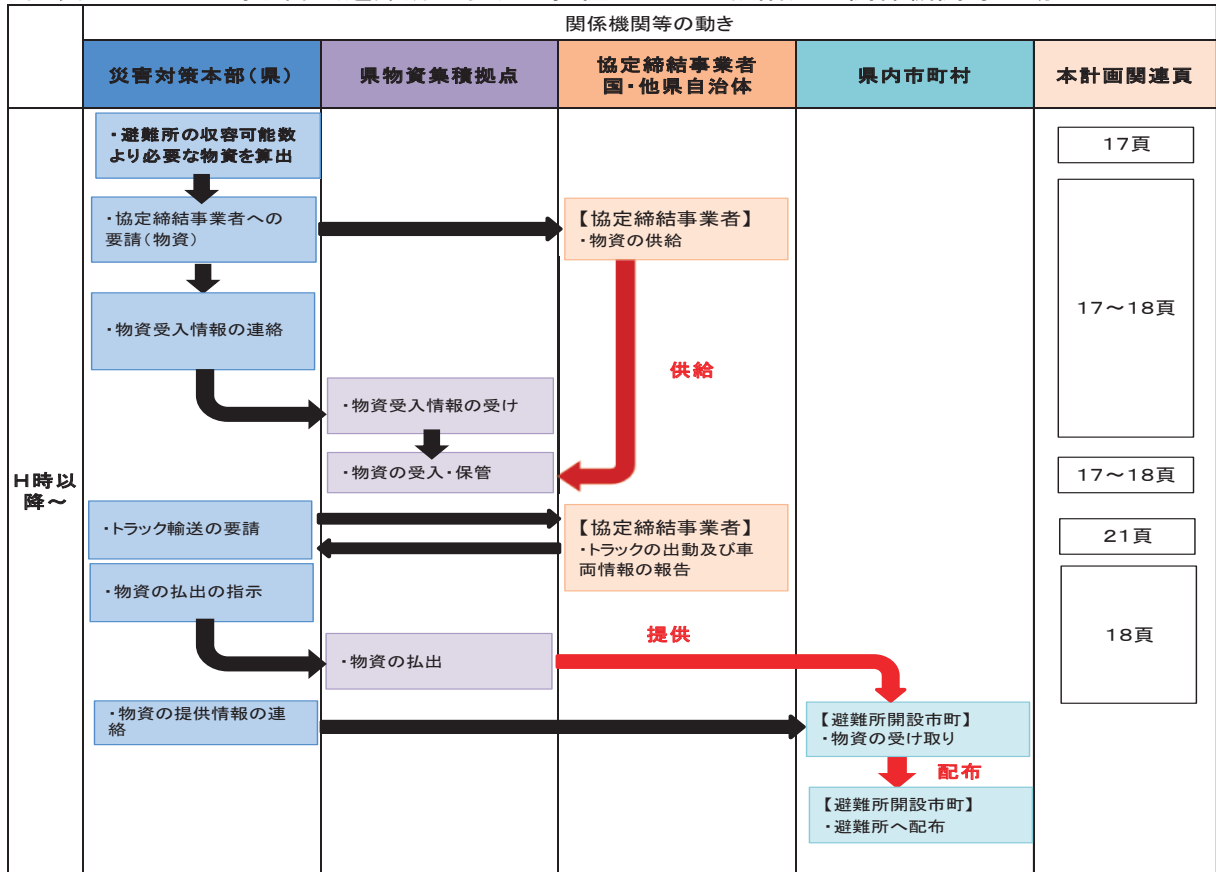 関係機関等の動き
災害対策本部(県)
県物資集積拠点
協定締結事業者
国・他県自治体
県内市町村
本計画関連頁
H時以
降~
・避難所の収容可能数
より必要な物資を算出
17頁
・協定締結事業者への
要請(物資)
【協定締結事業者】
・物資の供給
17~18頁
・物資受入情報の連絡
供給
・物資受入情報の受け
・物資の受入・保管
17~18頁
・トラック輸送の要請
【協定締結事業者】
・トラックの出動及び車
両情報の報告
21頁
・物資の払出の指示
提供
18頁
・物資の払出
・物資の提供情報の連
絡
【避難所開設市町】
・物資の受け取り
配布
【避難所開設市町】
・避難所へ配布